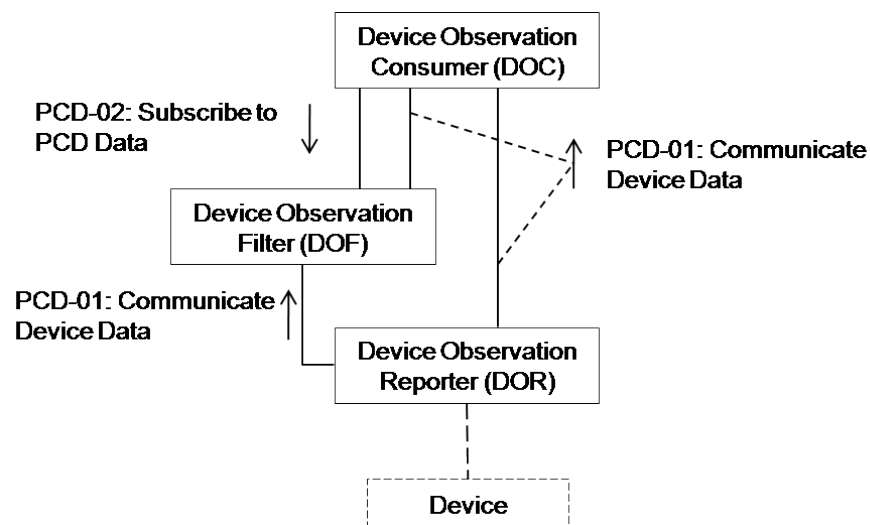 Device Observation
Consumer (DOC)
PCD-02: Subscribe to
PCD Data
PCD-01: Communicate
Device Data
Device Observation
Filter (DOF)
PCD-01: Communicate
Device Data
Device Observation
Reporter (DOR)
Device